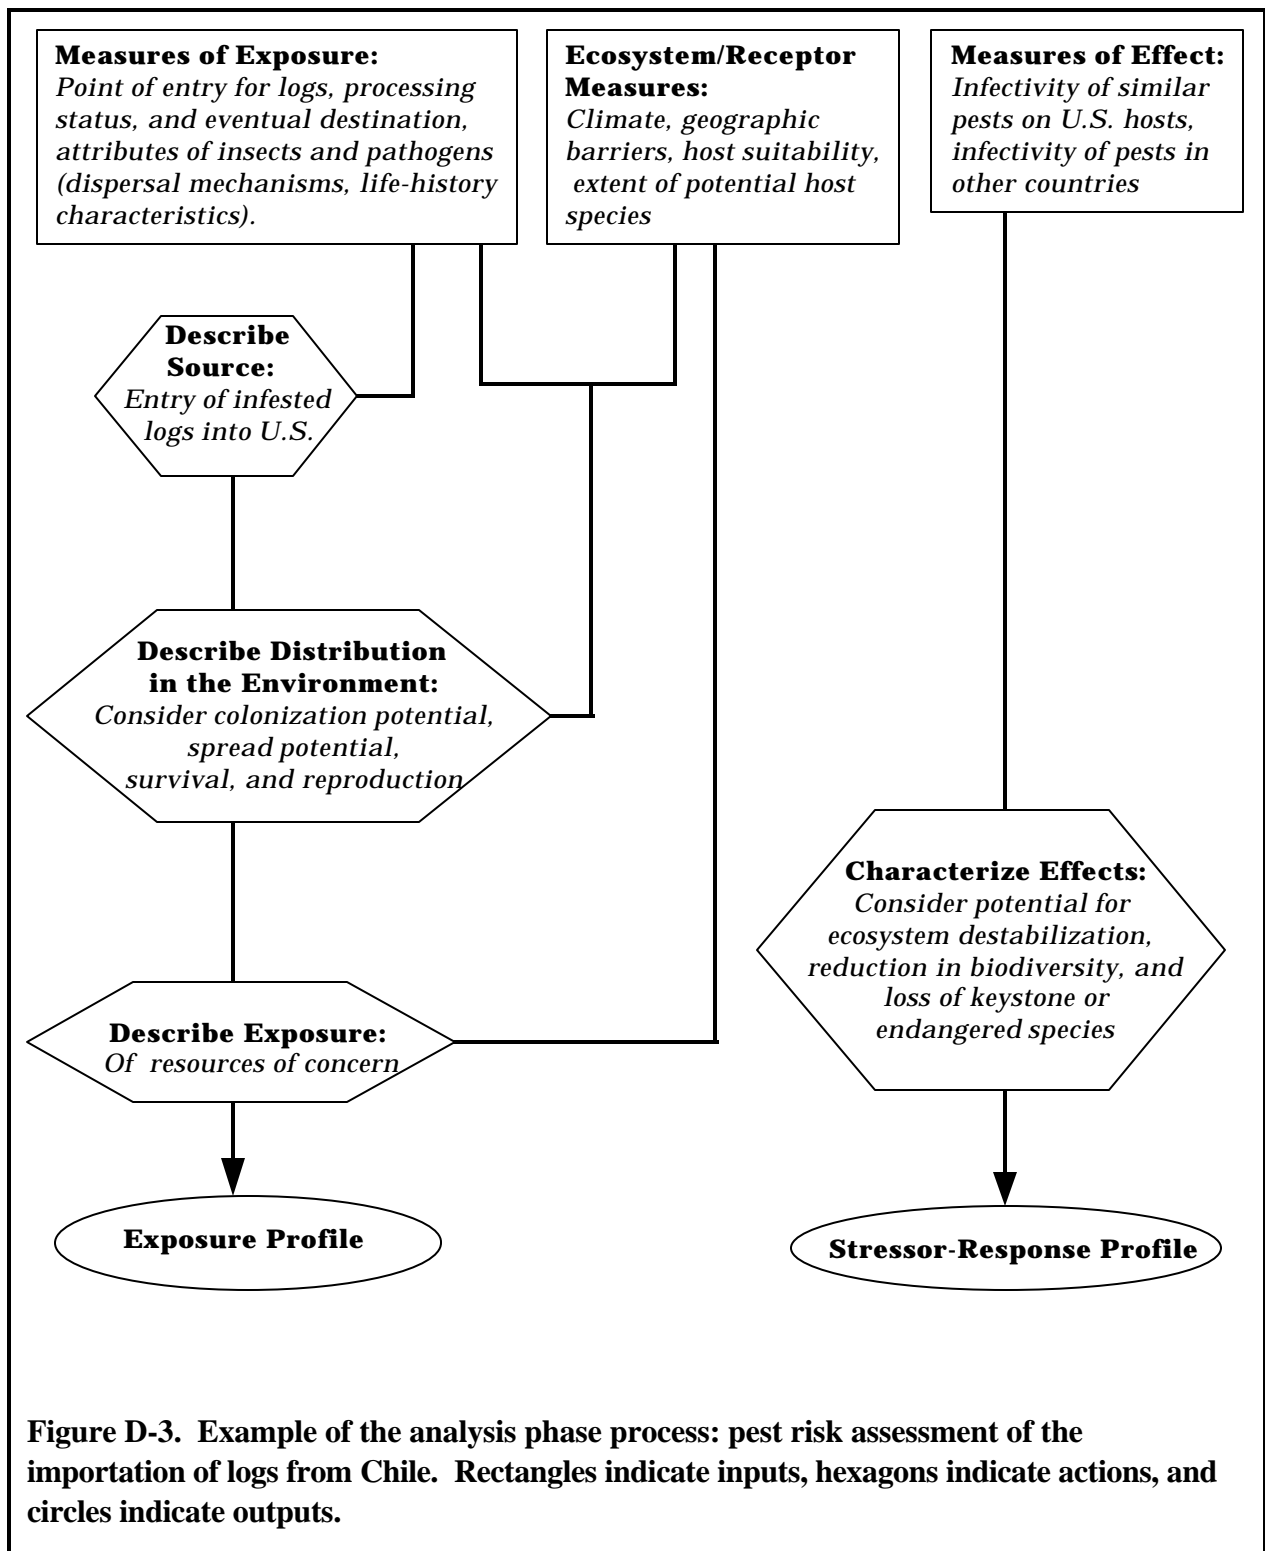 Measures of Exposure:
Point of entry for logs, processing
status, and eventual destination,
attributes of insects and pathogens
(dispersal mechanisms, life-history
characteristics).
Ecosystem/Receptor
Measures:
Climate, geographic
barriers, host suitability,
extent of potential host
species
Measures of Effect:
Infectivity of similar
pests on U.S. hosts,
infectivity of pests in
other countries
Describe
Source:
Entry of infested
logs into U.S.
Describe Distribution
in the Environment:
Consider colonization potential,
spread potential,
survival, and reproduction
Characterize Effects:
Consider potential for
ecosystem destabilization,
reduction in biodiversity, and
loss of keystone or
endangered species
Describe Exposure:
Of resources of concern
Exposure Profile
Stressor-Response Profile
Figure D-3. Example of the analysis phase process: pest risk assessment of the
importation of logs from Chile. Rectangles indicate inputs, hexagons indicate actions, and
circles indicate outputs.